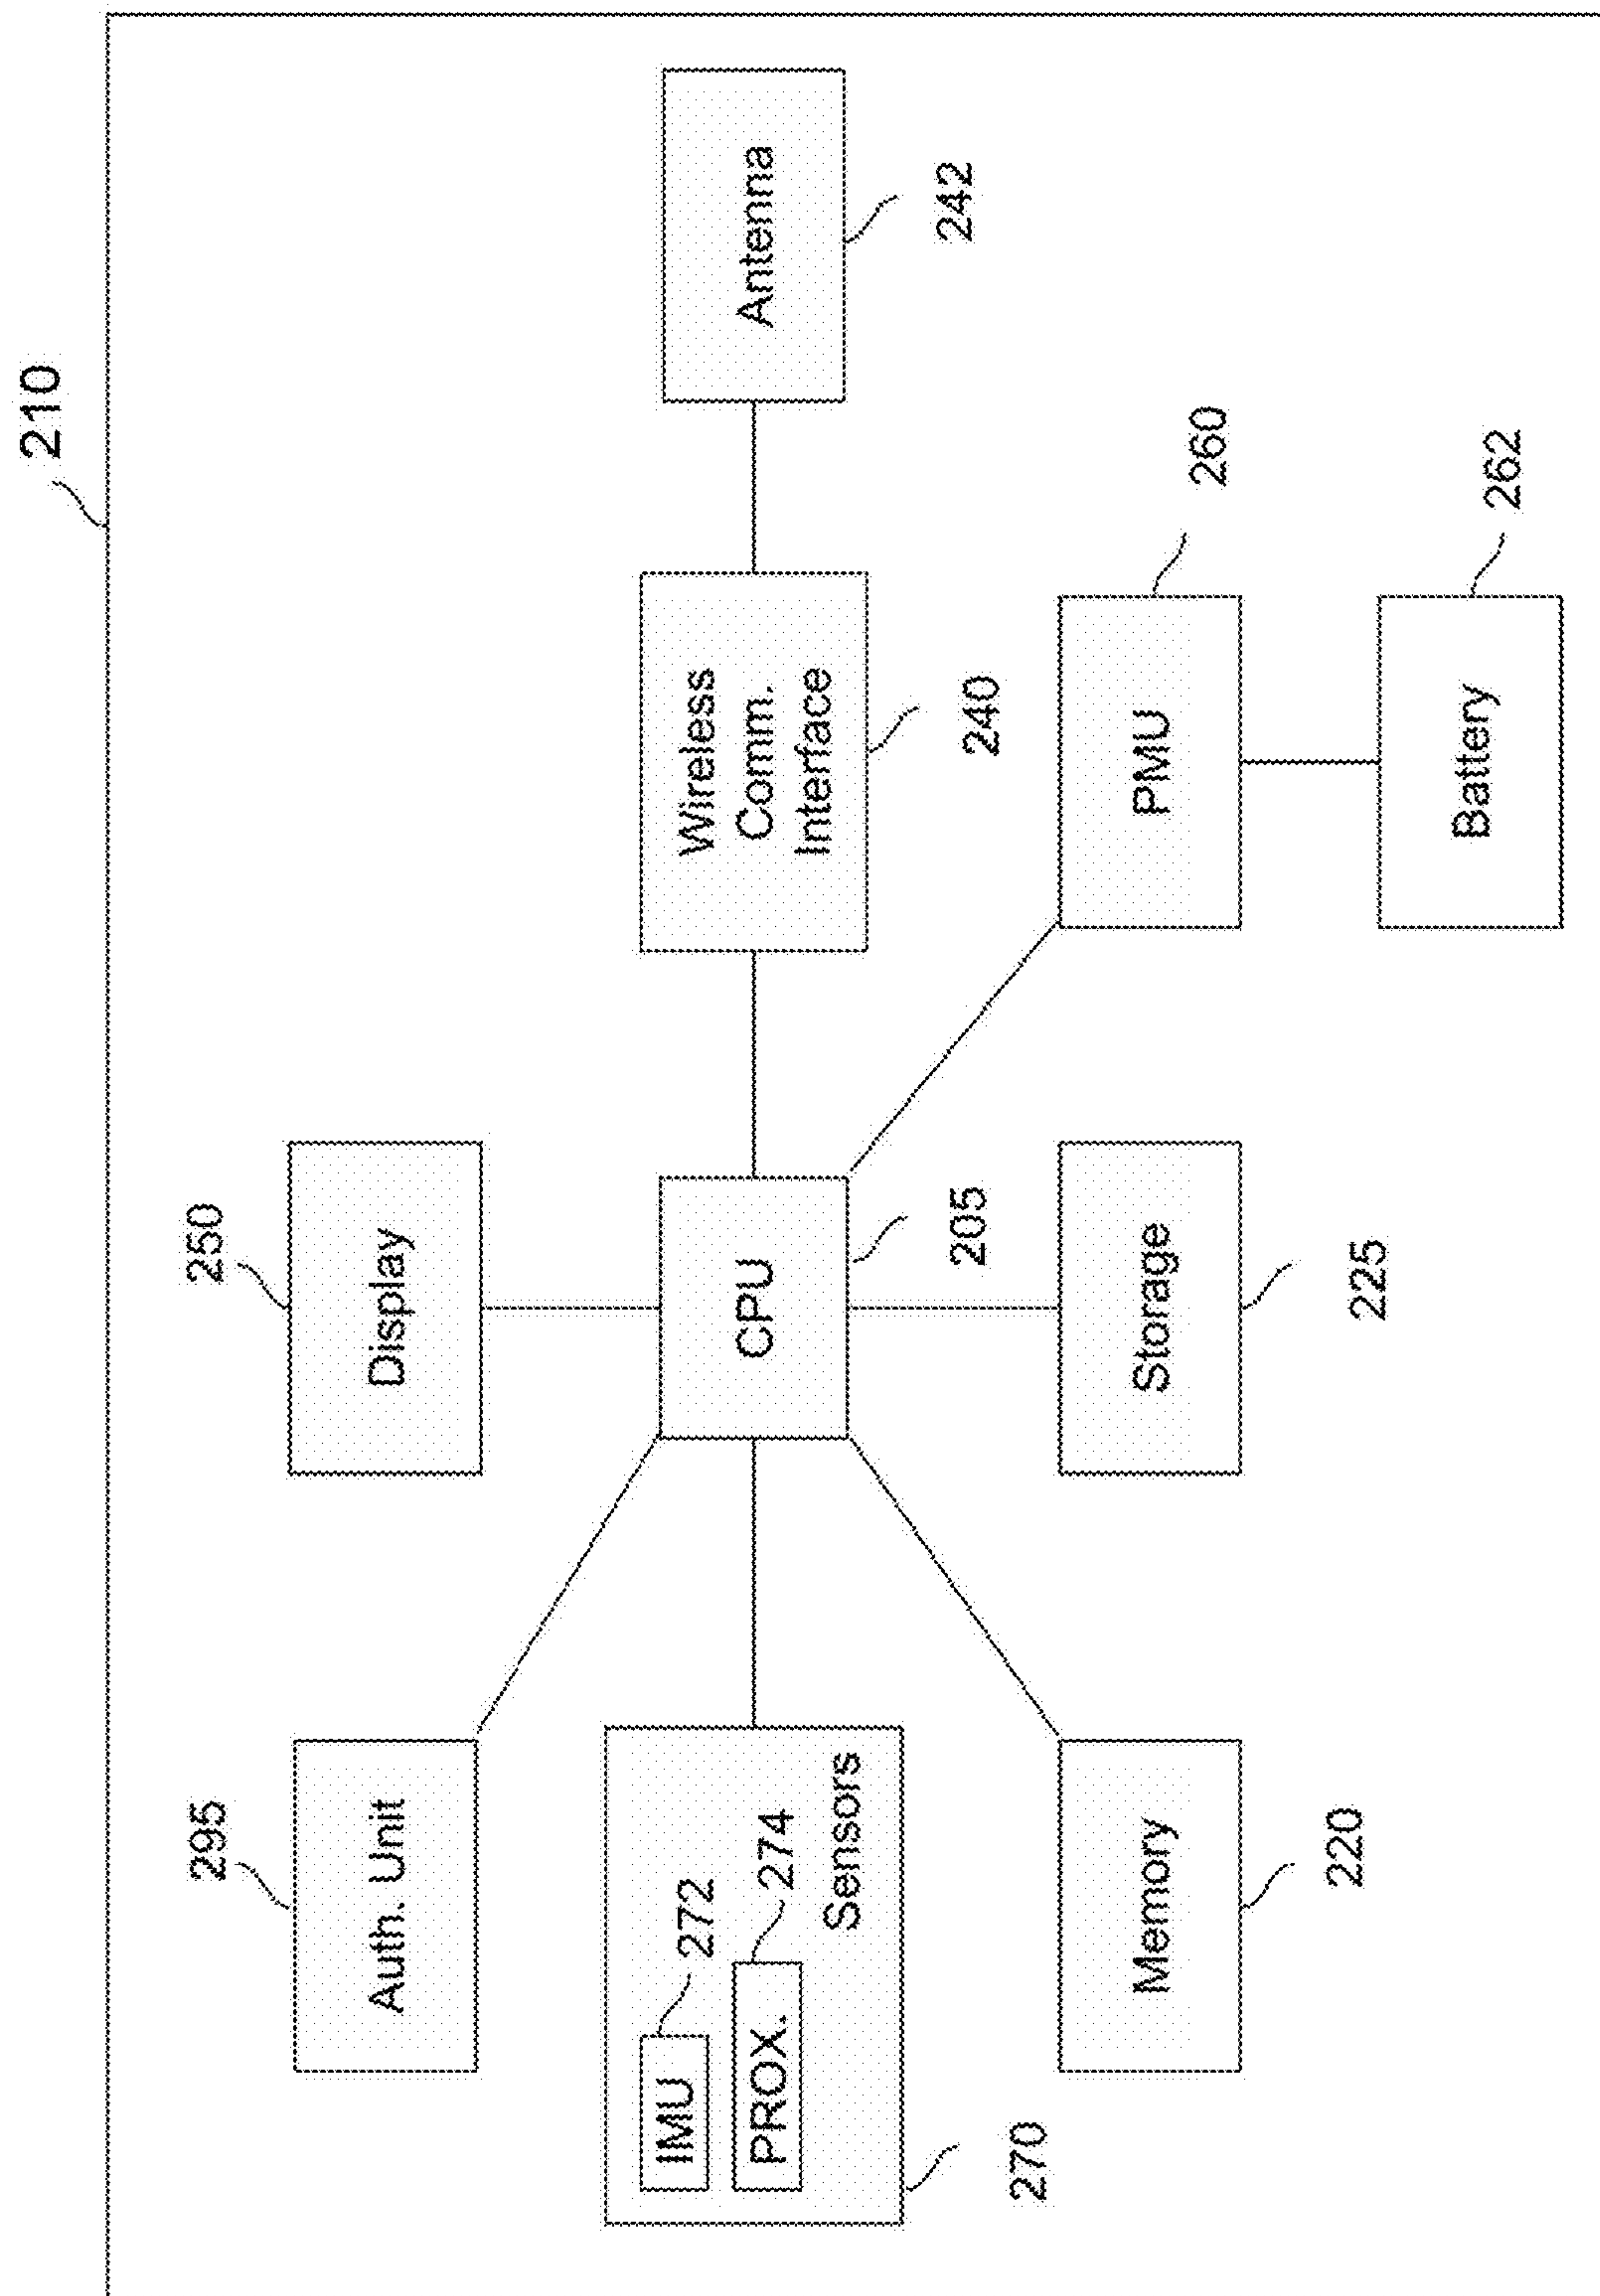 210
295
Auth. Unit
250
Display
IMU
272
PROX.
274
Sensors
270
CPU
205
Wireless
Comm.
Interface
240
Antenna
242
Memory
220
Storage
225
PMU
260
Battery
262